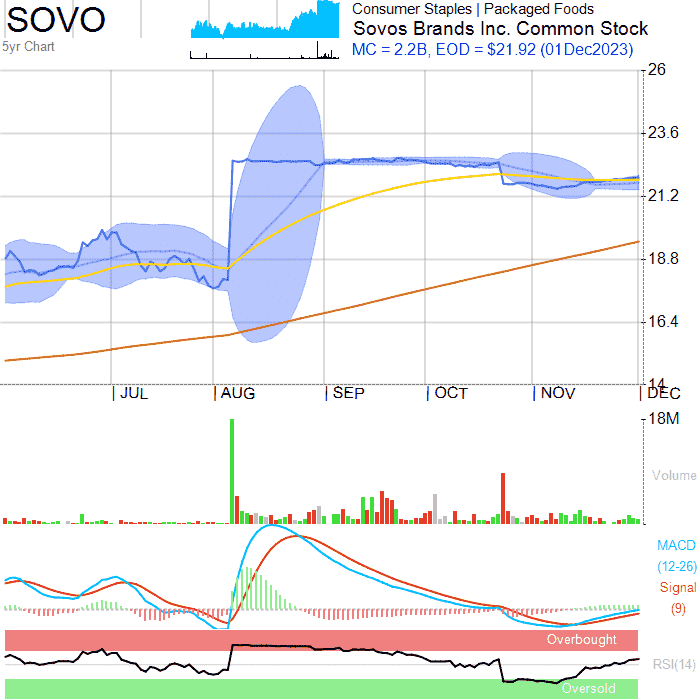 SOVO
5yr Chart
Consumer Staples | Packaged Foods
Sovos Brands Inc. Common Stock
MC = 2.2B, EOD = $21.92 (01Dec2023)
26
23.6
21.2
18.8
16.4
14
JUL
AUG
SEP
OCT
NOV
DEC
18M
Volume
MACD
(12-26)
Signal
(9)
Overbought
RSI(14)
Oversold